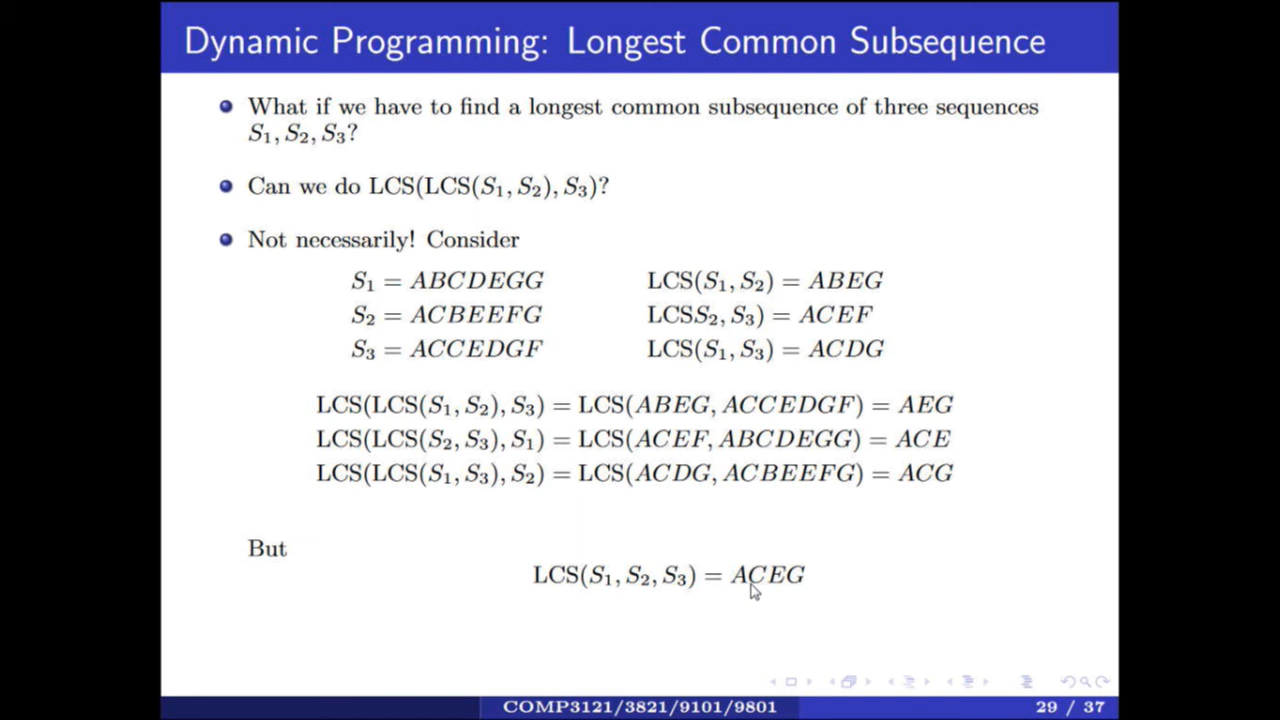 Dynamic Programming: Longest Common Subsequence
What if we have to find a longest common subsequence of three sequences
S₁, S₂, S₃?
Can we do LCS(LCS(S₁, S₂), S₃)?
Not necessarily! Consider
S₁ = ABCDEGG LCS(S₁, S₂) = ABEG
S₂ = ACBEEFG LCSS₂, S₃) = ACEF
S₃ = ACCEDGF LCS(S₁, S₃) = ACDG
LCS(LCS(S₁, S₂), S₃) = LCS(ABEG, ACCEDGF) = AEG
LCS(LCS(S₂, S₃), S₁) = LCS(ACEF, ABCDEGG) = ACE
LCS(LCS(S₁, S₃), S₂) = LCS(ACDG, ACBEEFG) = ACG
But
LCS(S₁, S₂, S₃) = ACEG
COMP3121/3821/9101/9801 29 / 37